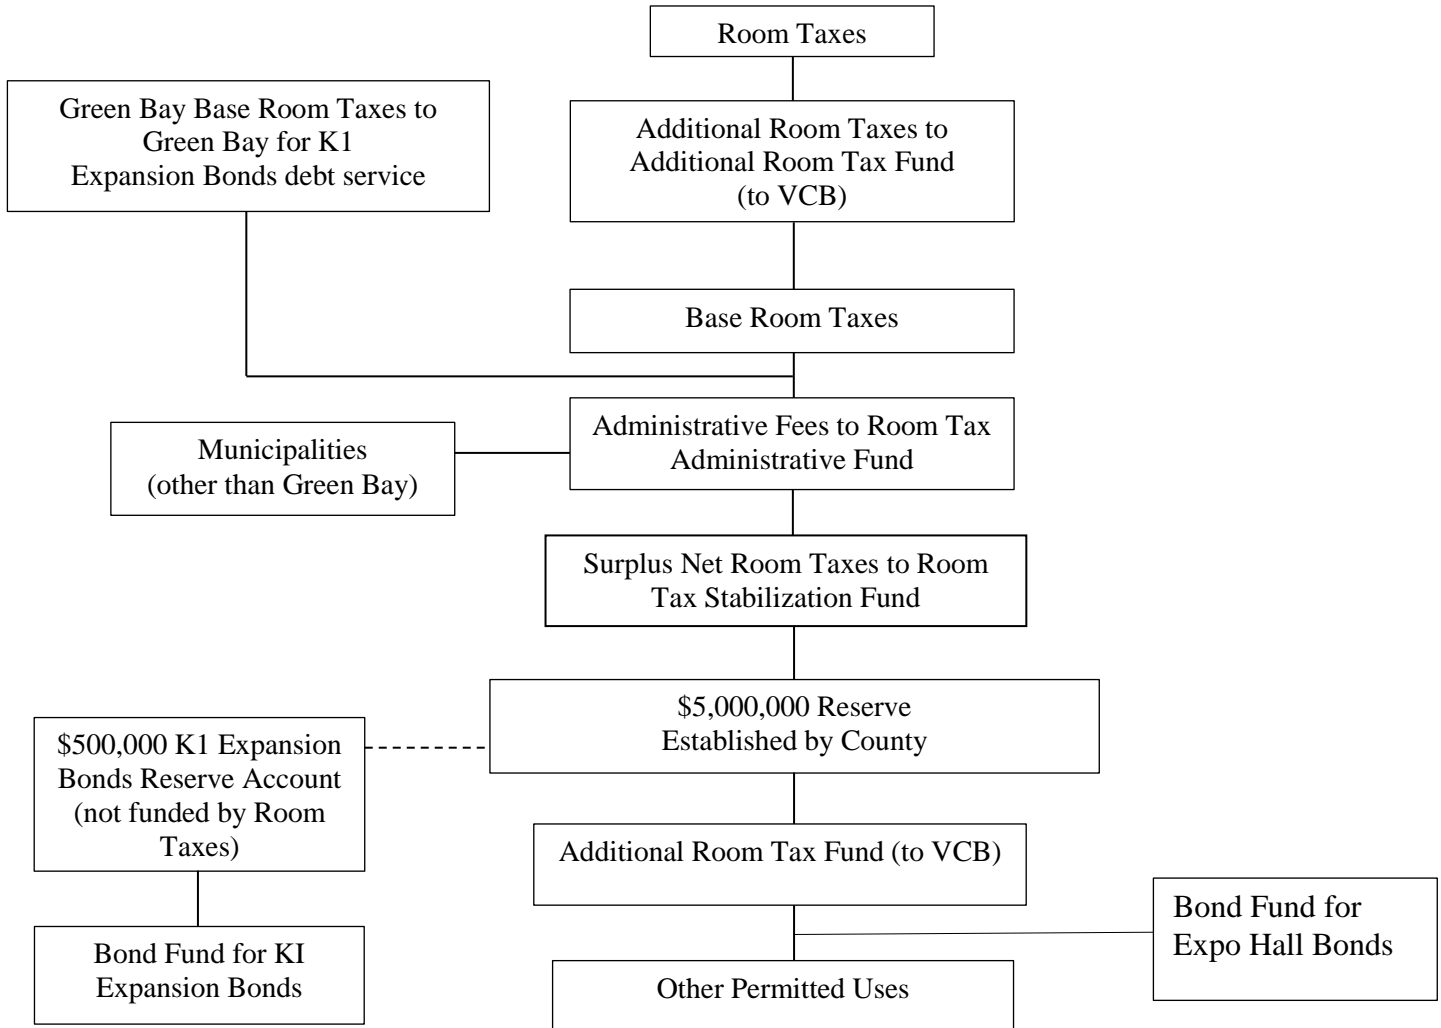 Room Taxes
Green Bay Base Room Taxes to
Green Bay for K1
Expansion Bonds debt service
Additional Room Taxes to
Additional Room Tax Fund
(to VCB)
Base Room Taxes
Administrative Fees to Room Tax
Administrative Fund
Municipalities
(other than Green Bay)
Surplus Net Room Taxes to Room
Tax Stabilization Fund
$5,000,000 Reserve
Established by County
$500,000 K1 Expansion
Bonds Reserve Account
(not funded by Room
Taxes)
Additional Room Tax Fund (to VCB)
Bond Fund for
Expo Hall Bonds
Bond Fund for KI
Expansion Bonds
Other Permitted Uses